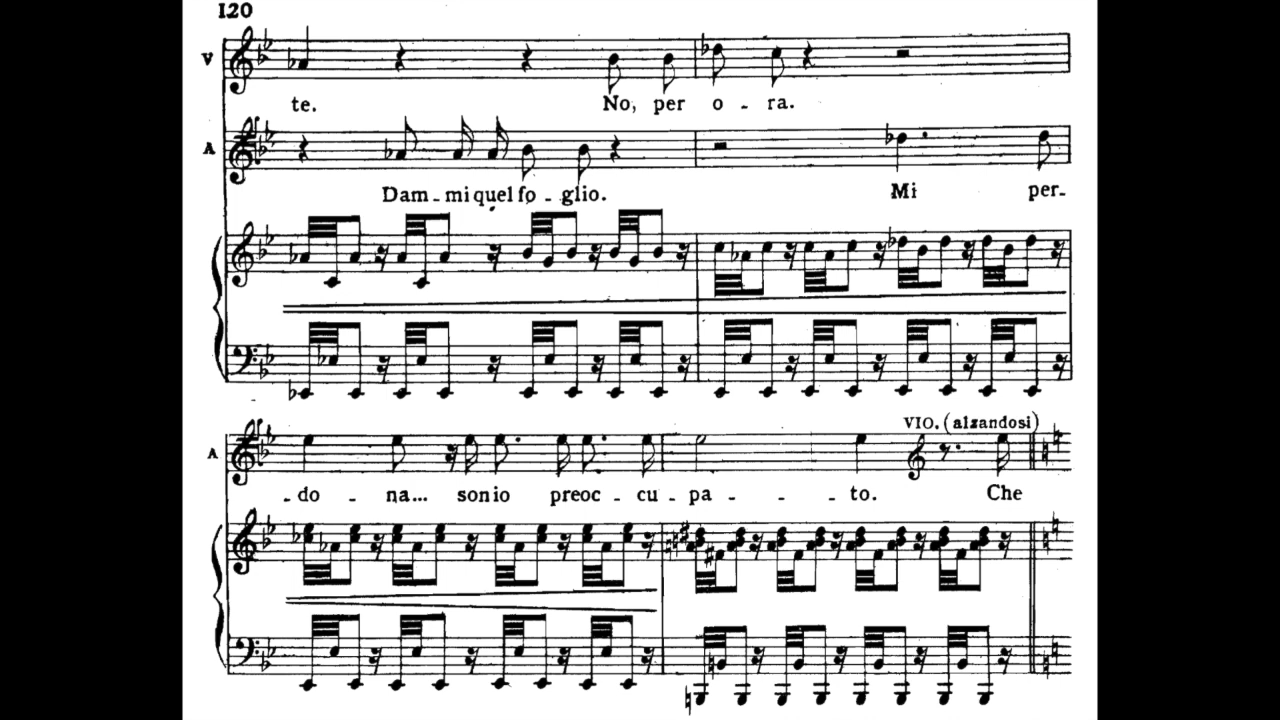 120
V
te. No, per o - ra.
A
Dam - mi quel fo - glio. Mi per-
VIO. (alzandosi)
A
- do - na... son io preoc - cu - pa - - to. Che